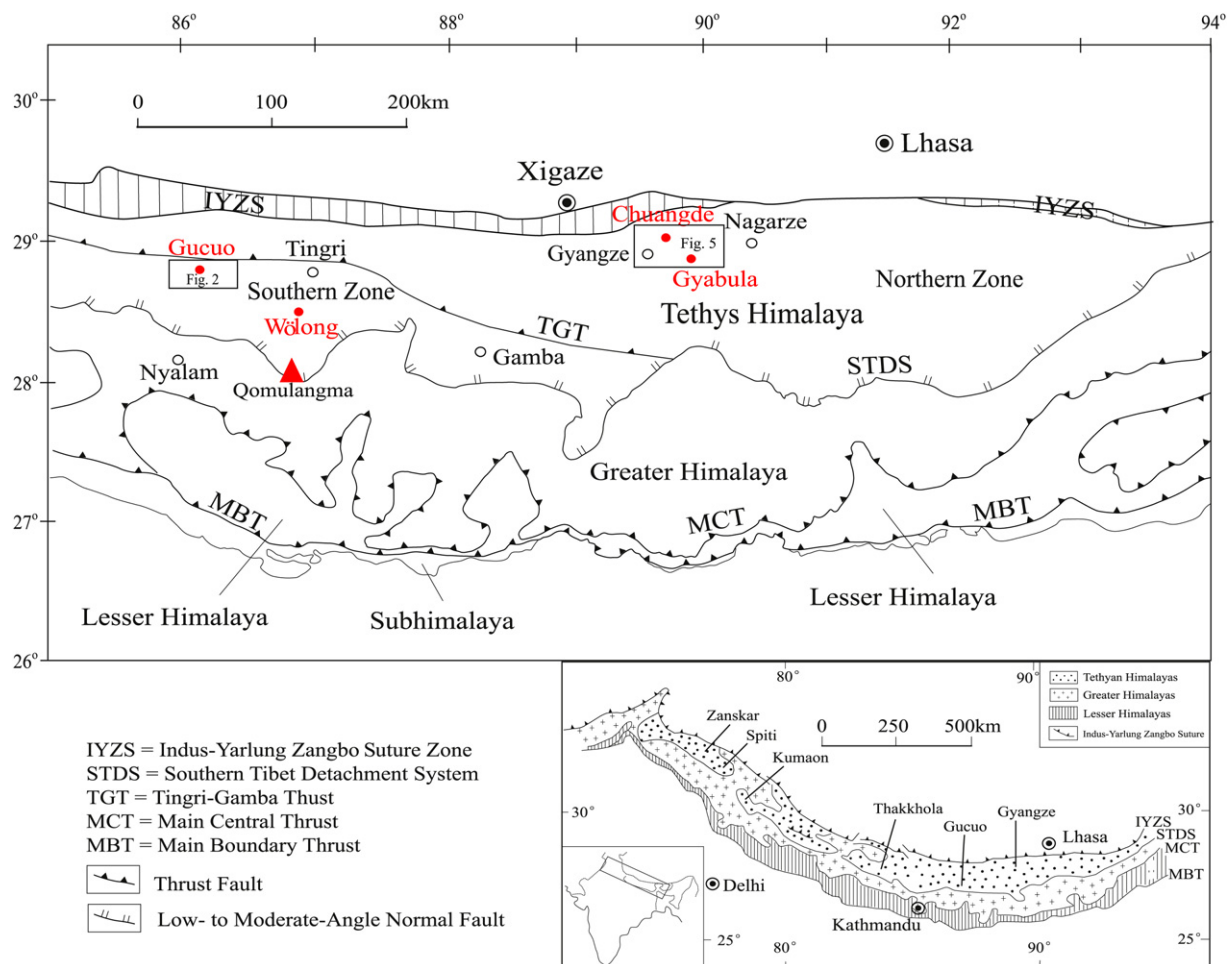 86° 88° 90° 92° 94°
30°
0 100 200km
Lhasa
Xigaze
IYZS
IYZS
Chuangde
Nagarze
29°
Gucuo
Tingri
Gyangze
Fig. 5
Fig. 2
Gyabula
Northern Zone
Southern Zone
Tethys Himalaya
Wölong
TGT
Gamba
STDS
Nyalam
28°
Qomulangma
Greater Himalaya
MBT
MCT
MBT
27°
Lesser Himalaya
Lesser Himalaya
Subhimalaya
26°
IYZS = Indus-Yarlung Zangbo Suture Zone
STDS = Southern Tibet Detachment System
TGT = Tingri-Gamba Thust
MCT = Main Central Thrust
MBT = Main Boundary Thrust
Thrust Fault
Low- to Moderate-Angle Normal Fault
80° 90°
Tethyan Himalayas
Greater Himalayas
Lesser Himalayas
Indus-Yarlung Zangbo Suture
Zanskar
0 250 500km
Spiti
Kumaon
30°
Thakkhola
Gyangze
30°
Gucuo
Lhasa
IYZS
STDS
MCT
MBT
Delhi
Kathmandu
25°
80°
90°
25°